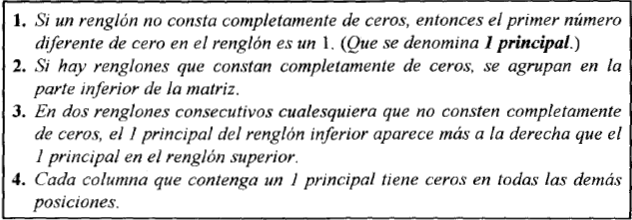 1. Si un renglón no consta completamente de ceros, entonces el primer número
diferente de cero en el renglón es un 1. (Que se denomina 1 principal.)
2. Si hay renglones que constan completamente de ceros, se agrupan en la
parte inferior de la matriz.
3. En dos renglones consecutivos cualesquiera que no consten completamente
de ceros, el 1 principal del renglón inferior aparece más a la derecha que el
1 principal en el renglón superior.
4. Cada columna que contenga un 1 principal tiene ceros en todas las demás
posiciones.